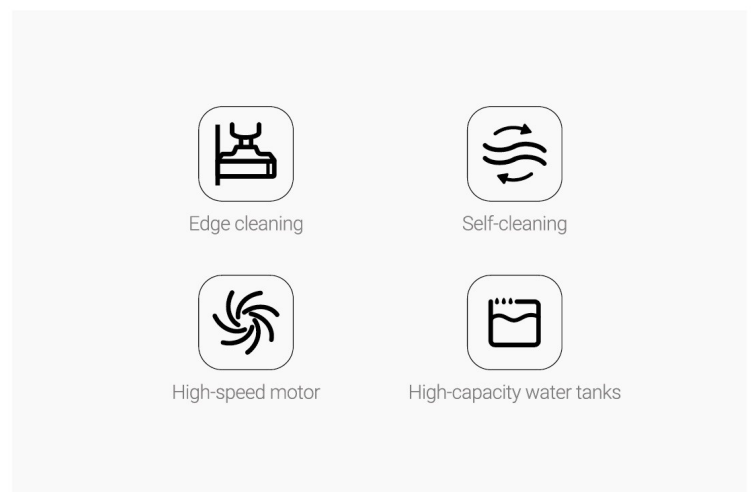 Edge cleaning
Self-cleaning
High-speed motor
High-capacity water tanks